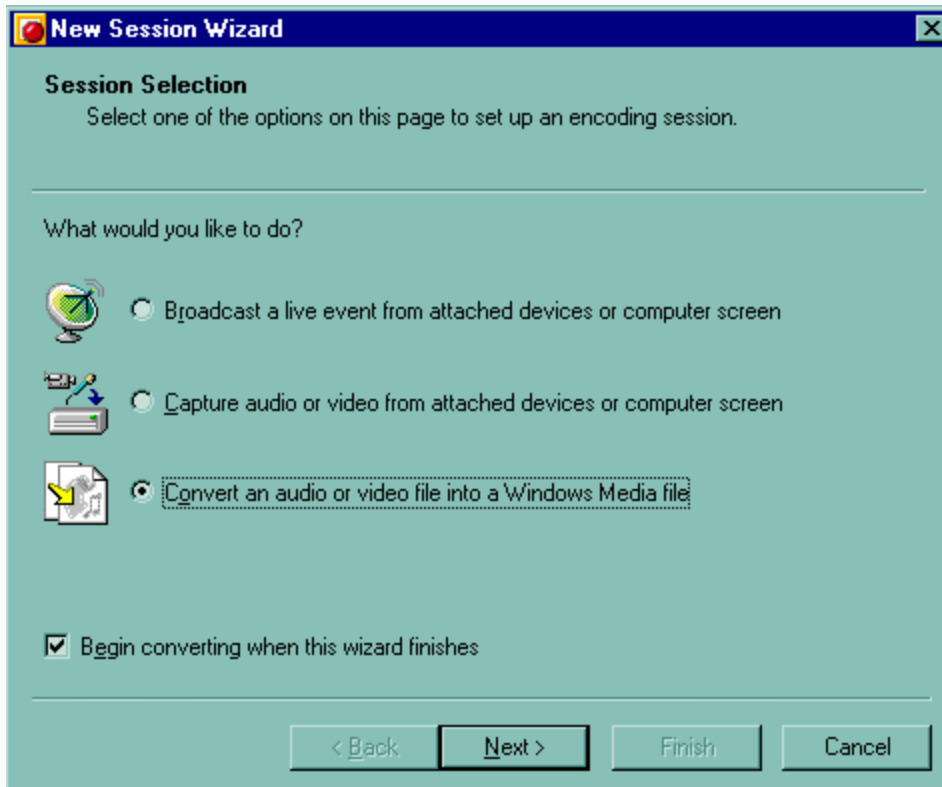 New Session Wizard
Session Selection
Select one of the options on this page to set up an encoding session.
What would you like to do?
Broadcast a live event from attached devices or computer screen
Capture audio or video from attached devices or computer screen
Convert an audio or video file into a Windows Media file
Begin converting when this wizard finishes
< Back
Next >
Finish
Cancel